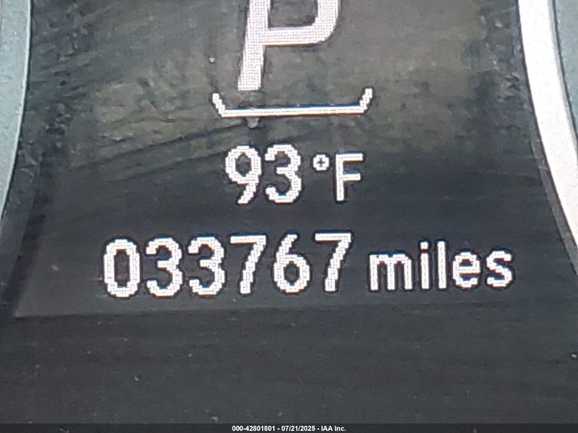 P
93°F
033767 miles
000-42801801 - 07/21/2025 - IAA Inc.